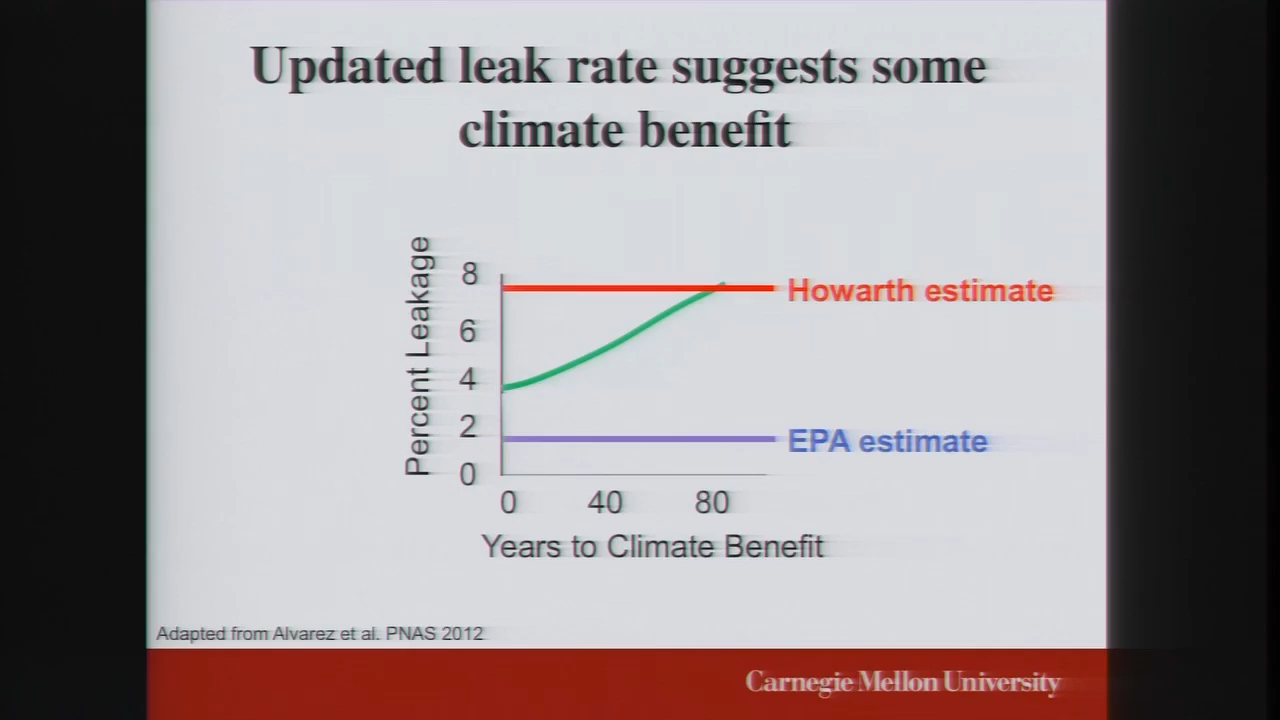 Updated leak rate suggests some
climate benefit
Percent Leakage
8
6
4
2
0
Howarth estimate
EPA estimate
0 40 80
Years to Climate Benefit
Adapted from Alvarez et al. PNAS 2012
Carnegie Mellon University